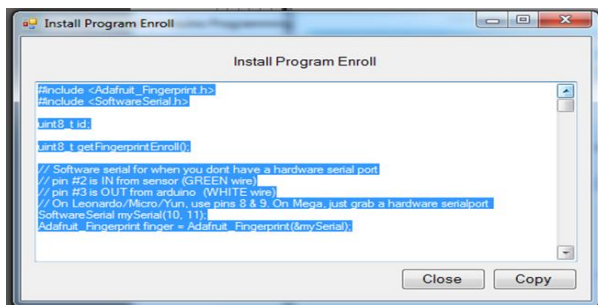 Install Program Enroll
Install Program Enroll
#include <Adafruit_Fingerprint.h>
#include <SoftwareSerial.h>
uint8_t id;
uint8_t getFingerprintEnroll();
// Software serial for when you dont have a hardware serial port
// pin #2 is IN from sensor (GREEN wire)
// pin #3 is OUT from arduino  (WHITE wire)
// On Leonardo/Micro/Yun, use pins 8 & 9. On Mega, just grab a hardware serialport
SoftwareSerial mySerial(10, 11);
Adafruit_Fingerprint finger = Adafruit_Fingerprint(&mySerial);
Close Copy